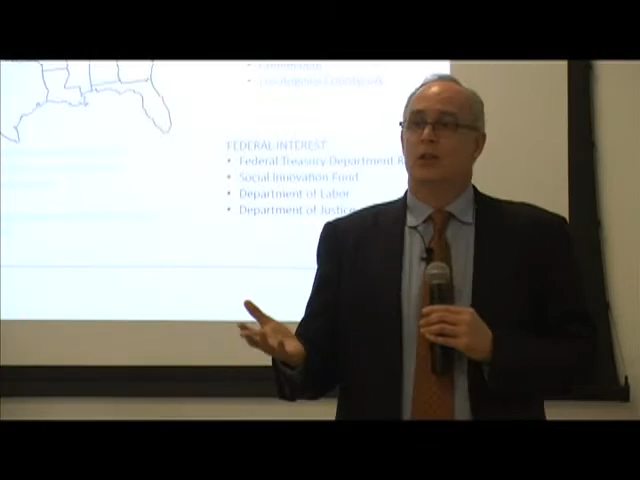 FEDERAL INTEREST
• Federal Treasury Department R
• Social Innovation Fund
• Department of Labor
• Department of Justice